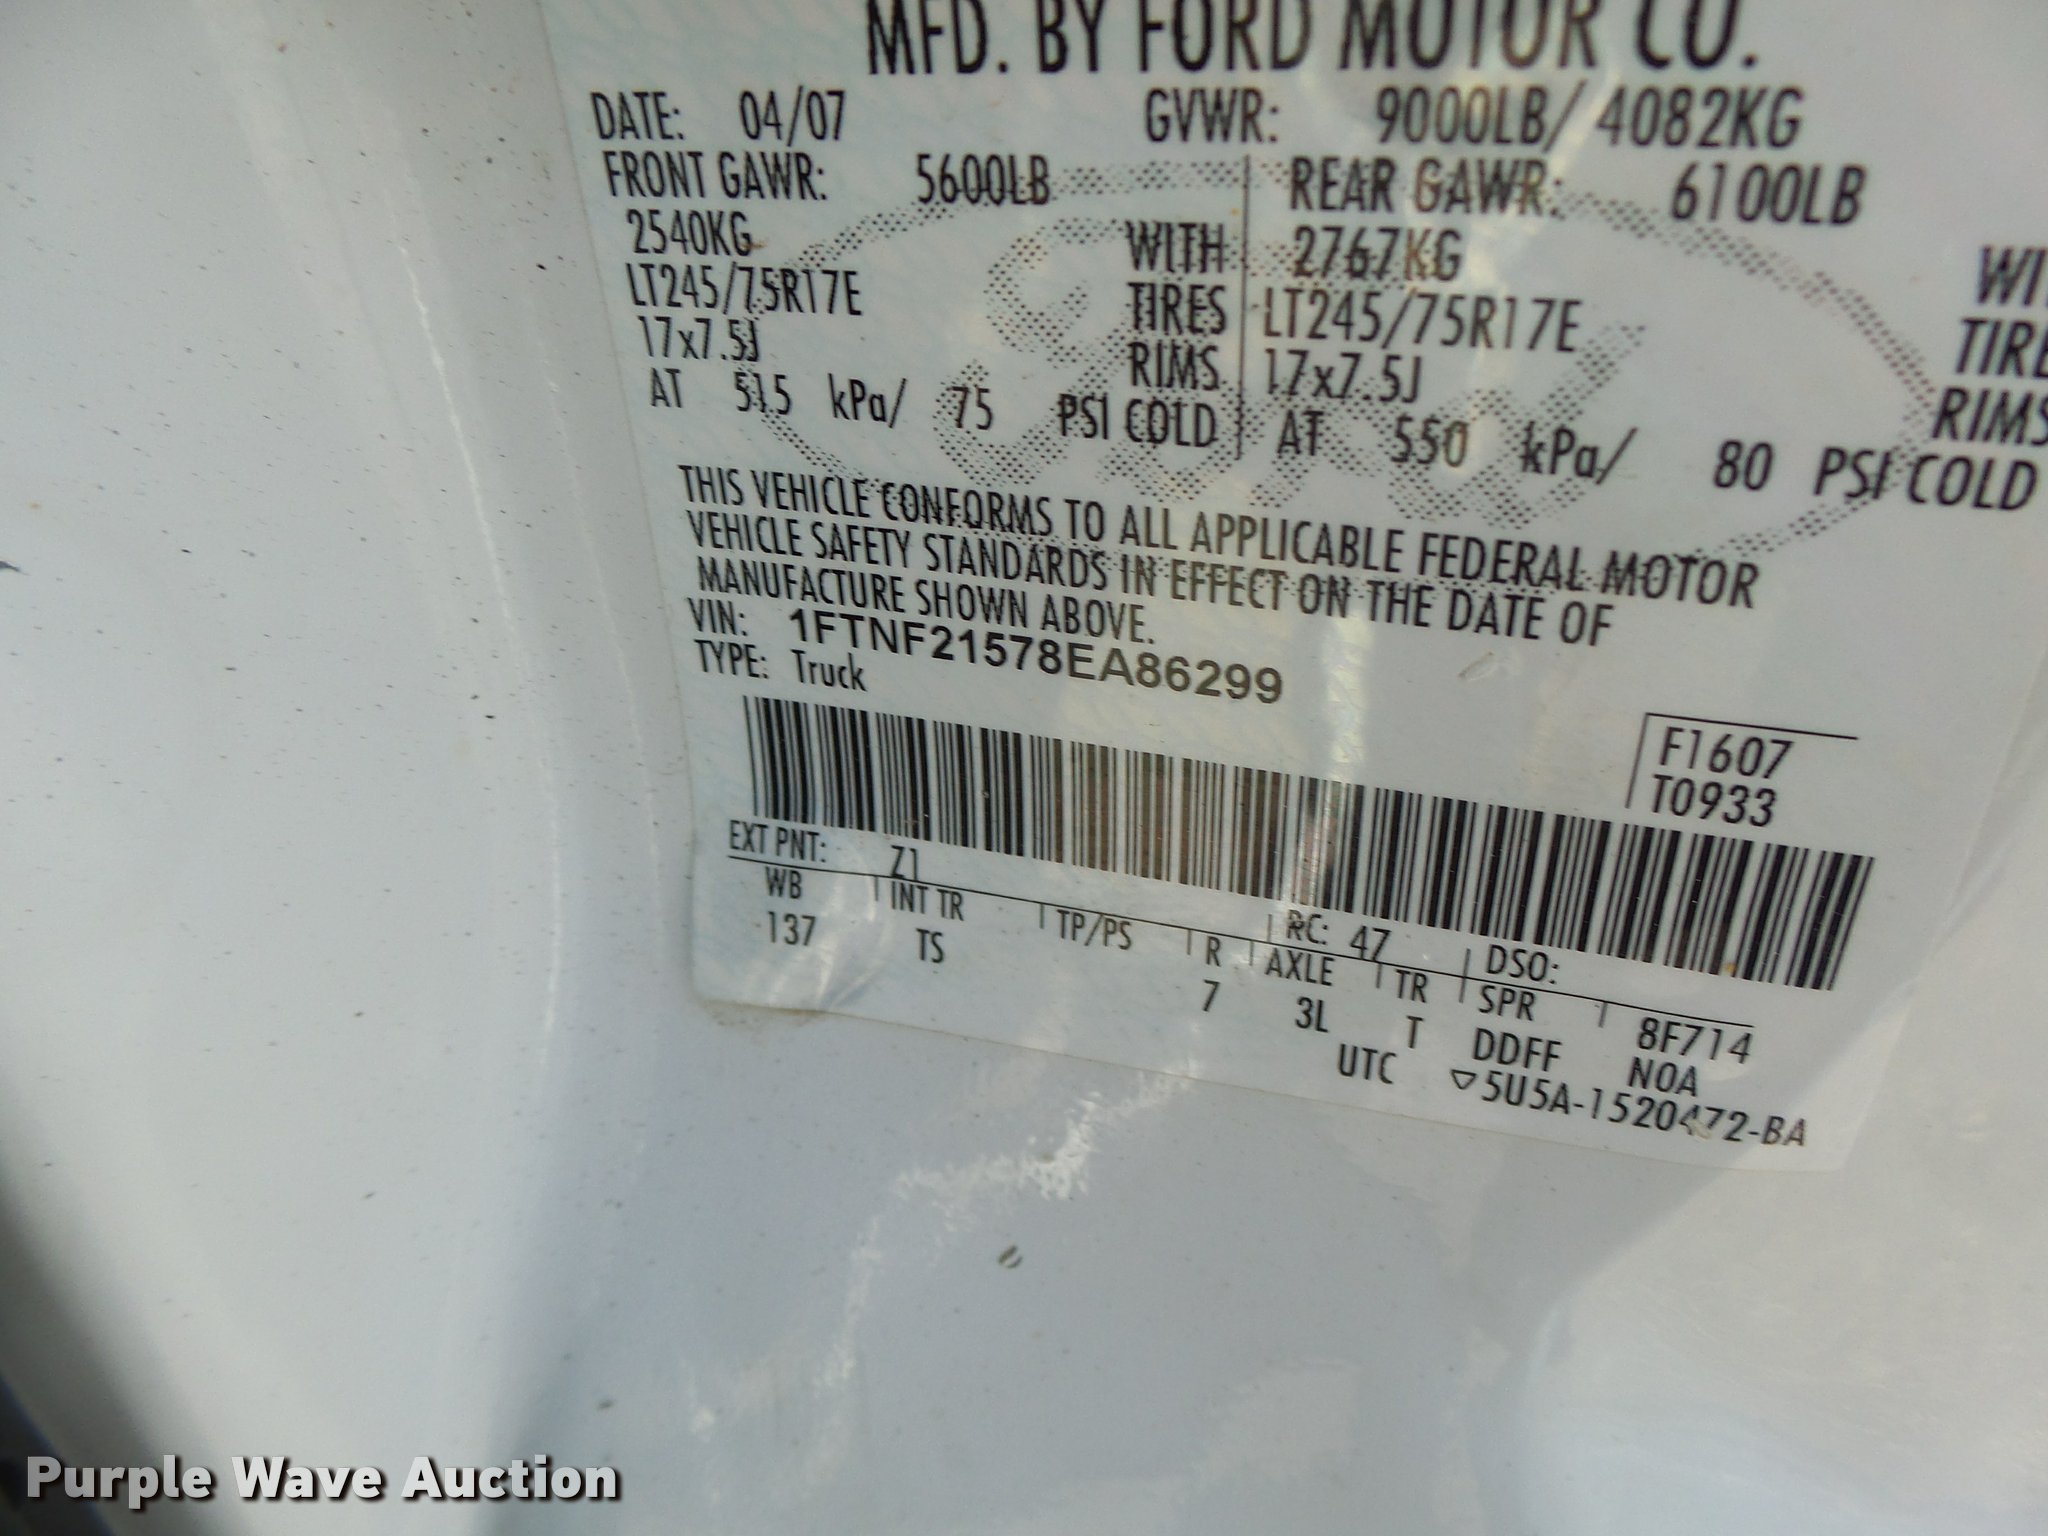 MFD. BY FORD MOTOR CO.
DATE: 04/07 GVWR: 9000LB/ 4082KG
FRONT GAWR: 5600LB REAR GAWR: 6100LB
2540KG WITH 2767KG WI
LT245/75R17E TIRES LT245/75R17E TIRE
17x7.5J RIMS 17x7.5J RIMS
AT 515 kPa/ 75 PSI COLD AT 550 kPa/ 80 PSI COLD
THIS VEHICLE CONFORMS TO ALL APPLICABLE FEDERAL MOTOR
VEHICLE SAFETY STANDARDS IN EFFECT ON THE DATE OF
MANUFACTURE SHOWN ABOVE.
VIN: 1FTNF21578EA86299
TYPE: Truck
F1607
T0933
EXT PNT: Z1 RC: 47 DSO:
WB INT TR TP/PS R AXLE TR SPR 8F714
137 TS 7 3L T DDFF NOA
UTC ▽5U5A-1520472-BA
Ford
Purple Wave Auction